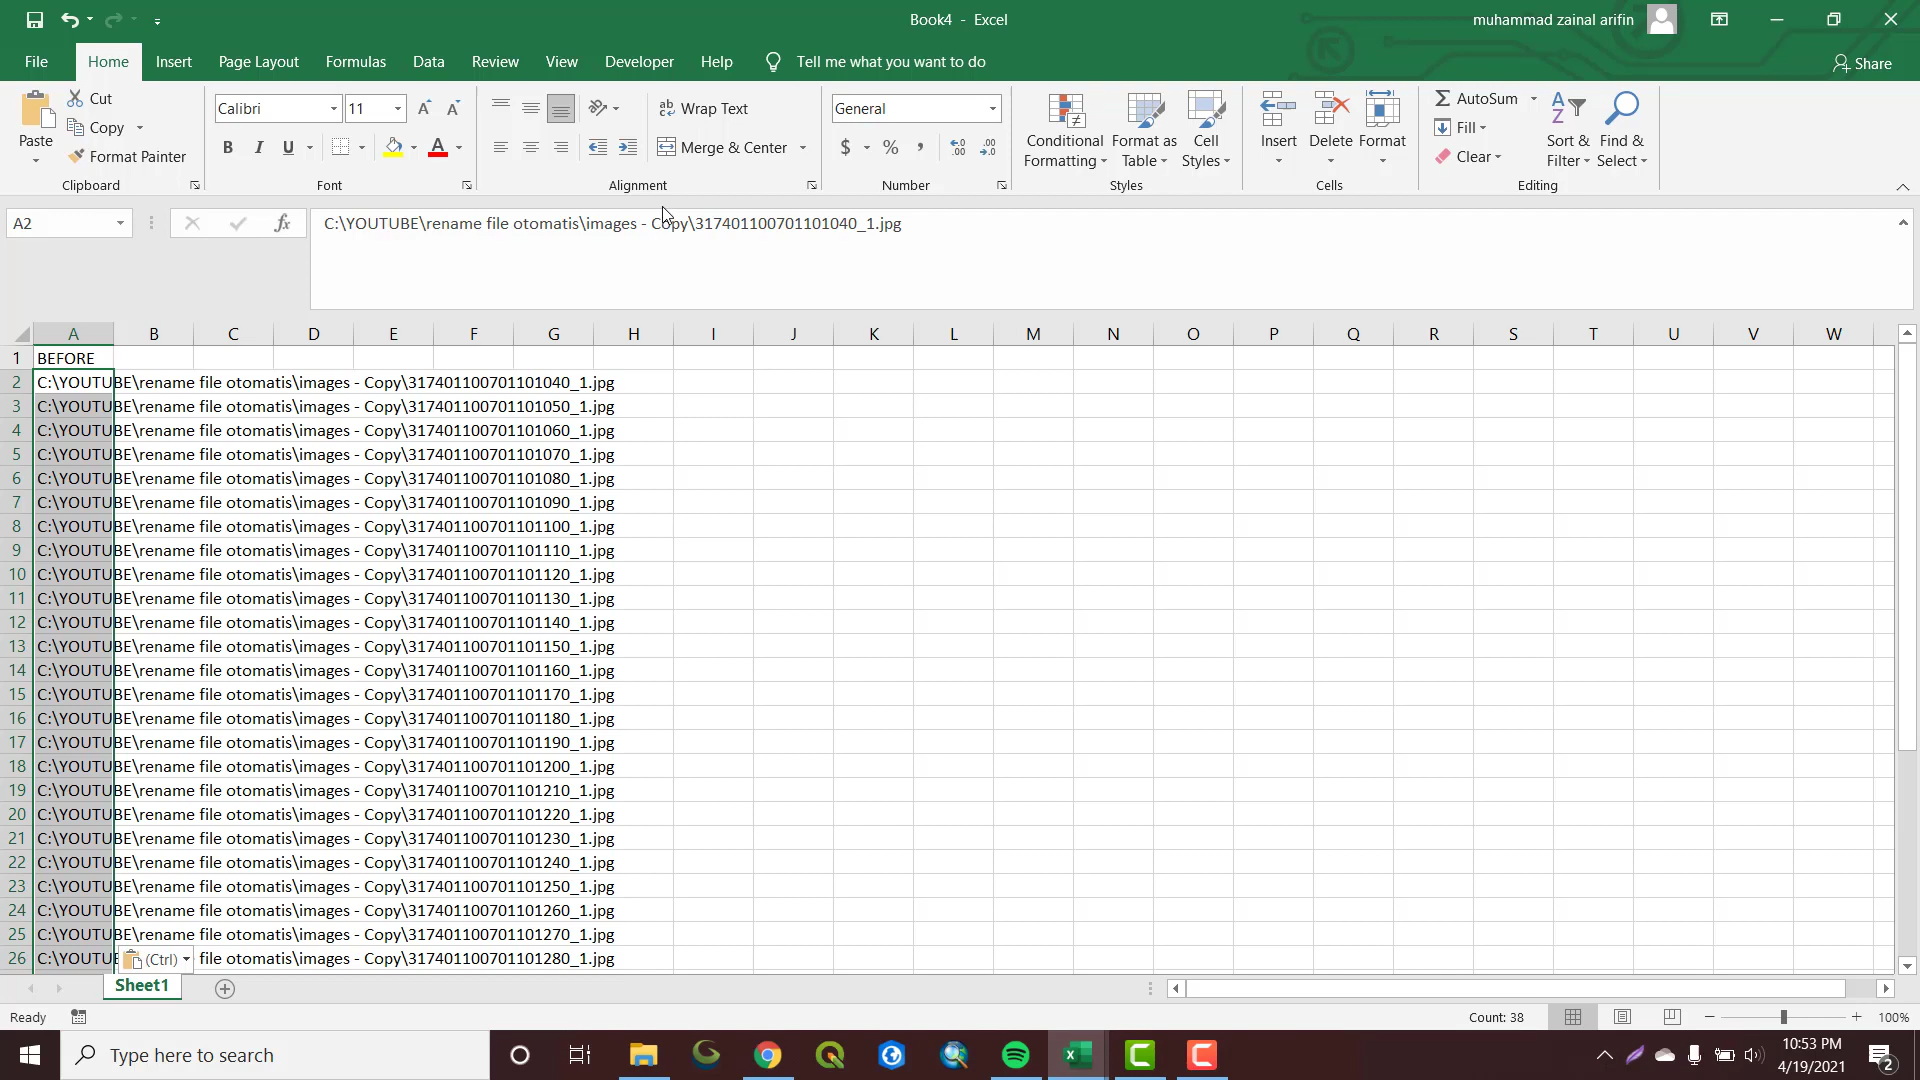 Book4 - Excel
muhammad zainal arifin
File
Home
Insert
Page Layout
Formulas
Data
Review
View
Developer
Help
Tell me what you want to do
Share
Paste
Cut
Copy
Format Painter
Clipboard
Calibri
11
B I U
Font
Wrap Text
Merge & Center
Alignment
General
$ % ,
Number
Conditional Formatting
Format as Table
Cell Styles
Styles
Insert
Delete
Format
Cells
AutoSum
Fill
Clear
Sort & Filter
Find & Select
Editing
A2
fx
C:\YOUTUBE\rename file otomatis\images - Copy\317401100701101040_1.jpg
A B C D E F G H I J K L M N O P Q R S T U V W
1 BEFORE
2 C:\YOUTUBE\rename file otomatis\images - Copy\317401100701101040_1.jpg
3 C:\YOUTUBE\rename file otomatis\images - Copy\317401100701101050_1.jpg
4 C:\YOUTUBE\rename file otomatis\images - Copy\317401100701101060_1.jpg
5 C:\YOUTUBE\rename file otomatis\images - Copy\317401100701101070_1.jpg
6 C:\YOUTUBE\rename file otomatis\images - Copy\317401100701101080_1.jpg
7 C:\YOUTUBE\rename file otomatis\images - Copy\317401100701101090_1.jpg
8 C:\YOUTUBE\rename file otomatis\images - Copy\317401100701101100_1.jpg
9 C:\YOUTUBE\rename file otomatis\images - Copy\317401100701101110_1.jpg
10 C:\YOUTUBE\rename file otomatis\images - Copy\317401100701101120_1.jpg
11 C:\YOUTUBE\rename file otomatis\images - Copy\317401100701101130_1.jpg
12 C:\YOUTUBE\rename file otomatis\images - Copy\317401100701101140_1.jpg
13 C:\YOUTUBE\rename file otomatis\images - Copy\317401100701101150_1.jpg
14 C:\YOUTUBE\rename file otomatis\images - Copy\317401100701101160_1.jpg
15 C:\YOUTUBE\rename file otomatis\images - Copy\317401100701101170_1.jpg
16 C:\YOUTUBE\rename file otomatis\images - Copy\317401100701101180_1.jpg
17 C:\YOUTUBE\rename file otomatis\images - Copy\317401100701101190_1.jpg
18 C:\YOUTUBE\rename file otomatis\images - Copy\317401100701101200_1.jpg
19 C:\YOUTUBE\rename file otomatis\images - Copy\317401100701101210_1.jpg
20 C:\YOUTUBE\rename file otomatis\images - Copy\317401100701101220_1.jpg
21 C:\YOUTUBE\rename file otomatis\images - Copy\317401100701101230_1.jpg
22 C:\YOUTUBE\rename file otomatis\images - Copy\317401100701101240_1.jpg
23 C:\YOUTUBE\rename file otomatis\images - Copy\317401100701101250_1.jpg
24 C:\YOUTUBE\rename file otomatis\images - Copy\317401100701101260_1.jpg
25 C:\YOUTUBE\rename file otomatis\images - Copy\317401100701101270_1.jpg
26 C:\YOUTU (Ctrl) file otomatis\images - Copy\317401100701101280_1.jpg
Sheet1
Ready
Count: 38
100%
Type here to search
10:53 PM
4/19/2021
2